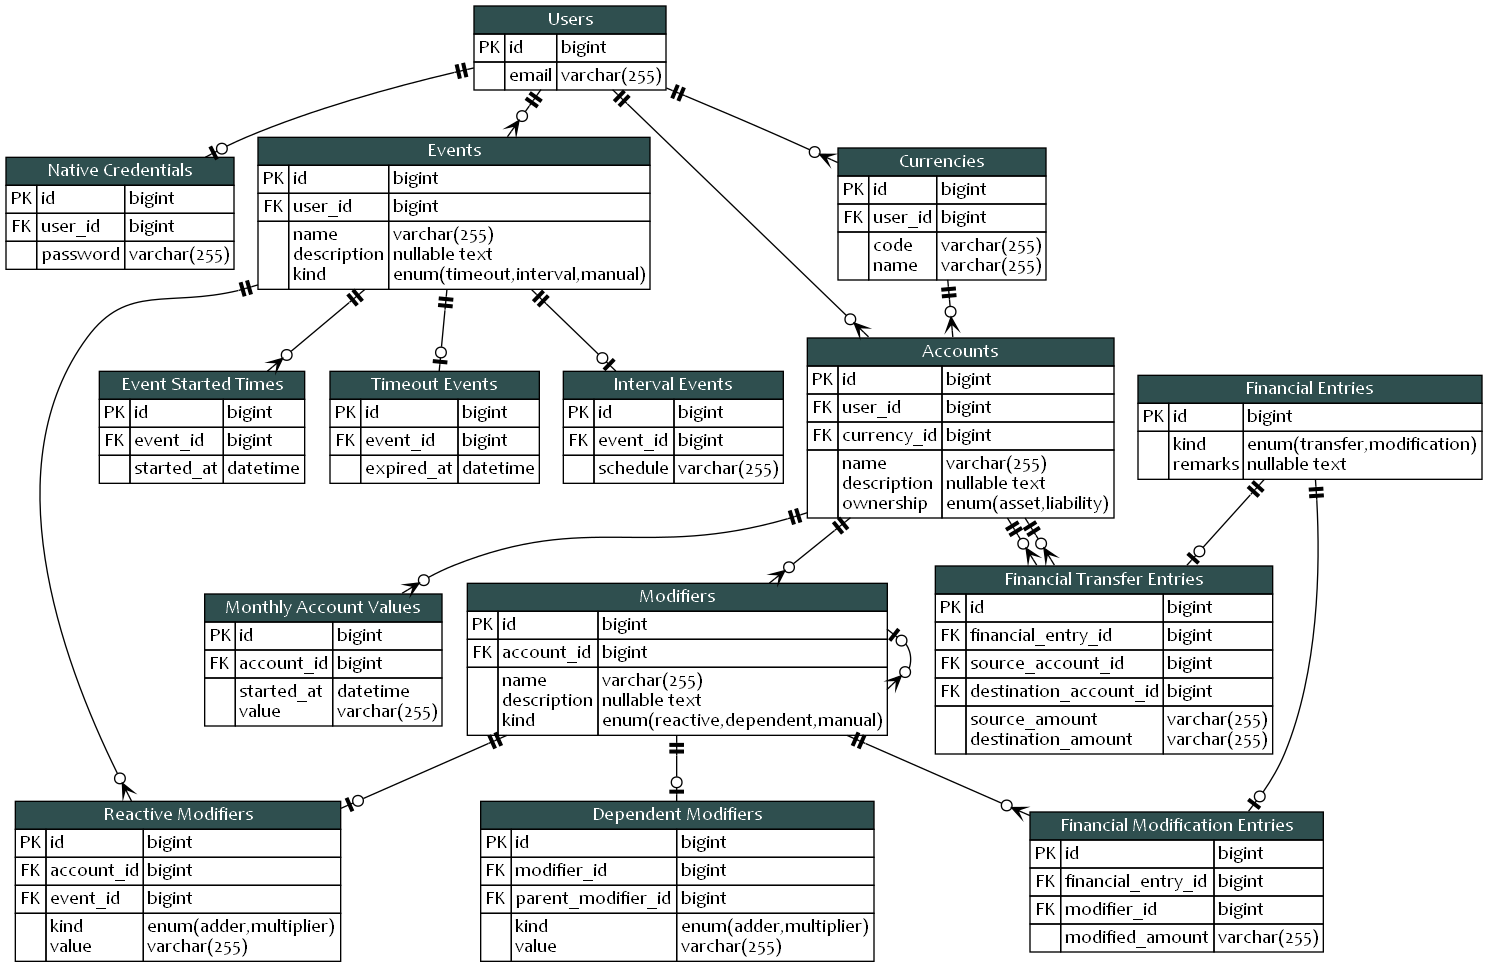 Users
PK id bigint
email varchar(255)
Native Credentials
PK id bigint
FK user_id bigint
password varchar(255)
Events
PK id bigint
FK user_id bigint
name varchar(255)
description nullable text
kind enum(timeout,interval,manual)
Currencies
PK id bigint
FK user_id bigint
code varchar(255)
name varchar(255)
Event Started Times
PK id bigint
FK event_id bigint
started_at datetime
Timeout Events
PK id bigint
FK event_id bigint
expired_at datetime
Interval Events
PK id bigint
FK event_id bigint
schedule varchar(255)
Accounts
PK id bigint
FK user_id bigint
FK currency_id bigint
name varchar(255)
description nullable text
ownership enum(asset,liability)
Financial Entries
PK id bigint
kind enum(transfer,modification)
remarks nullable text
Monthly Account Values
PK id bigint
FK account_id bigint
started_at datetime
value varchar(255)
Modifiers
PK id bigint
FK account_id bigint
name varchar(255)
description nullable text
kind enum(reactive,dependent,manual)
Financial Transfer Entries
PK id bigint
FK financial_entry_id bigint
FK source_account_id bigint
FK destination_account_id bigint
source_amount varchar(255)
destination_amount varchar(255)
Reactive Modifiers
PK id bigint
FK account_id bigint
FK event_id bigint
kind enum(adder,multiplier)
value varchar(255)
Dependent Modifiers
PK id bigint
FK modifier_id bigint
FK parent_modifier_id bigint
kind enum(adder,multiplier)
value varchar(255)
Financial Modification Entries
PK id bigint
FK financial_entry_id bigint
FK modifier_id bigint
modified_amount varchar(255)